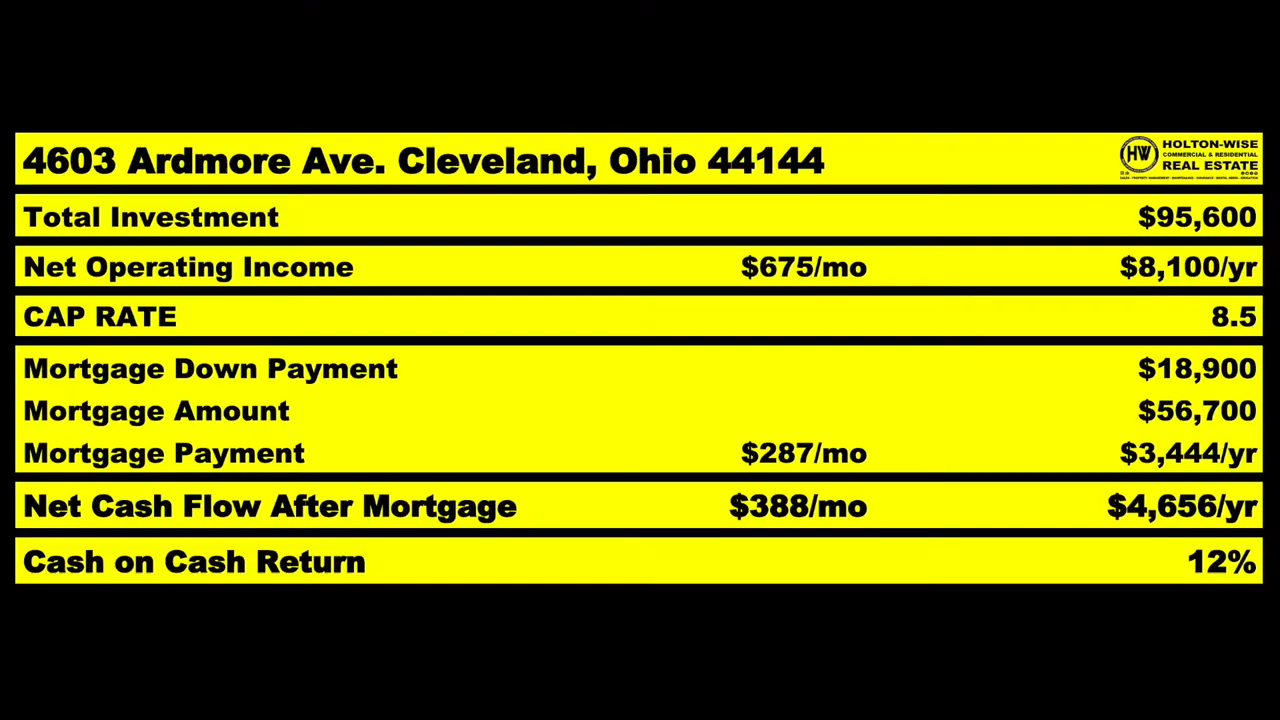 4603 Ardmore Ave. Cleveland, Ohio 44144
HW
HOLTON-WISE
COMMERCIAL & RESIDENTIAL
REAL ESTATE
Total Investment $95,600
Net Operating Income $675/mo $8,100/yr
CAP RATE 8.5
Mortgage Down Payment $18,900
Mortgage Amount $56,700
Mortgage Payment $287/mo $3,444/yr
Net Cash Flow After Mortgage $388/mo $4,656/yr
Cash on Cash Return 12%